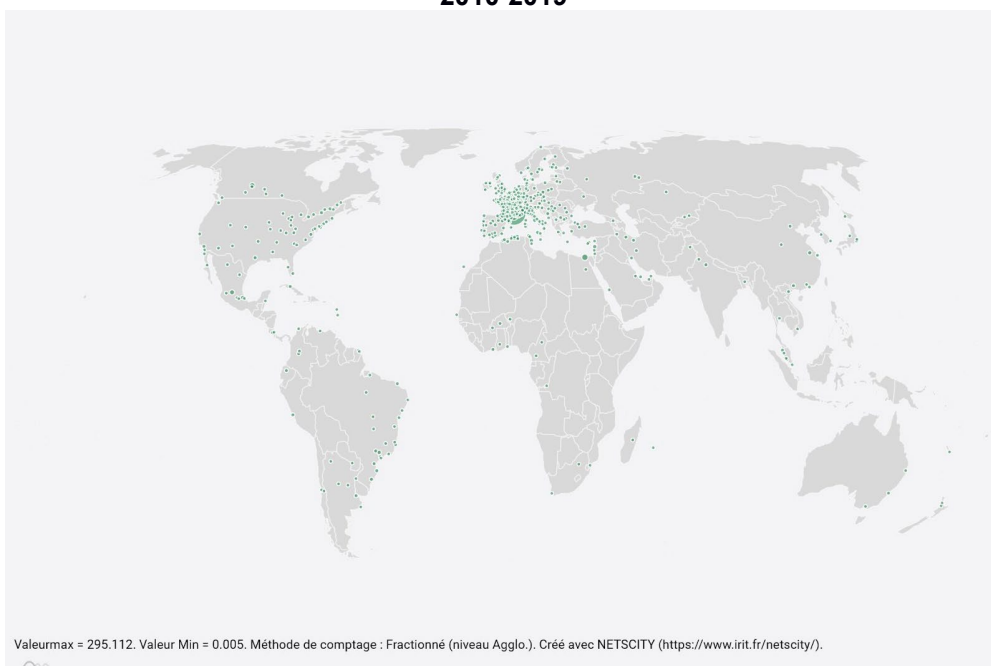 Valeurmax = 295.112. Valeur Min = 0.005. Méthode de comptage : Fractionné (niveau Agglo.). Créé avec NETSCITY (https://www.irit.fr/netscity/).